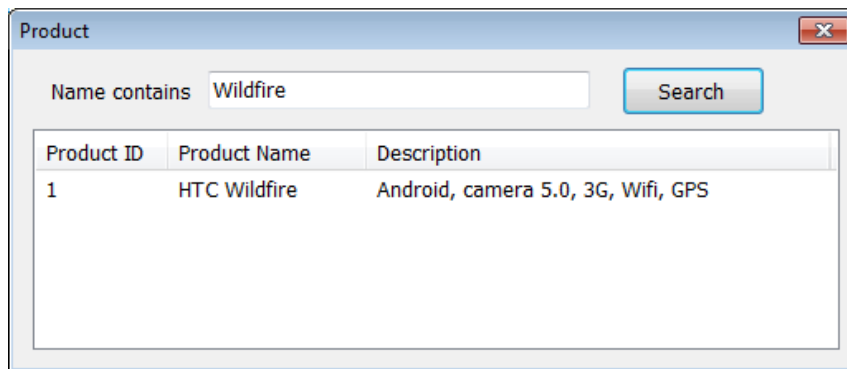 Product
Name contains Wildfire Search
Product ID Product Name Description
1 HTC Wildfire Android, camera 5.0, 3G, Wifi, GPS